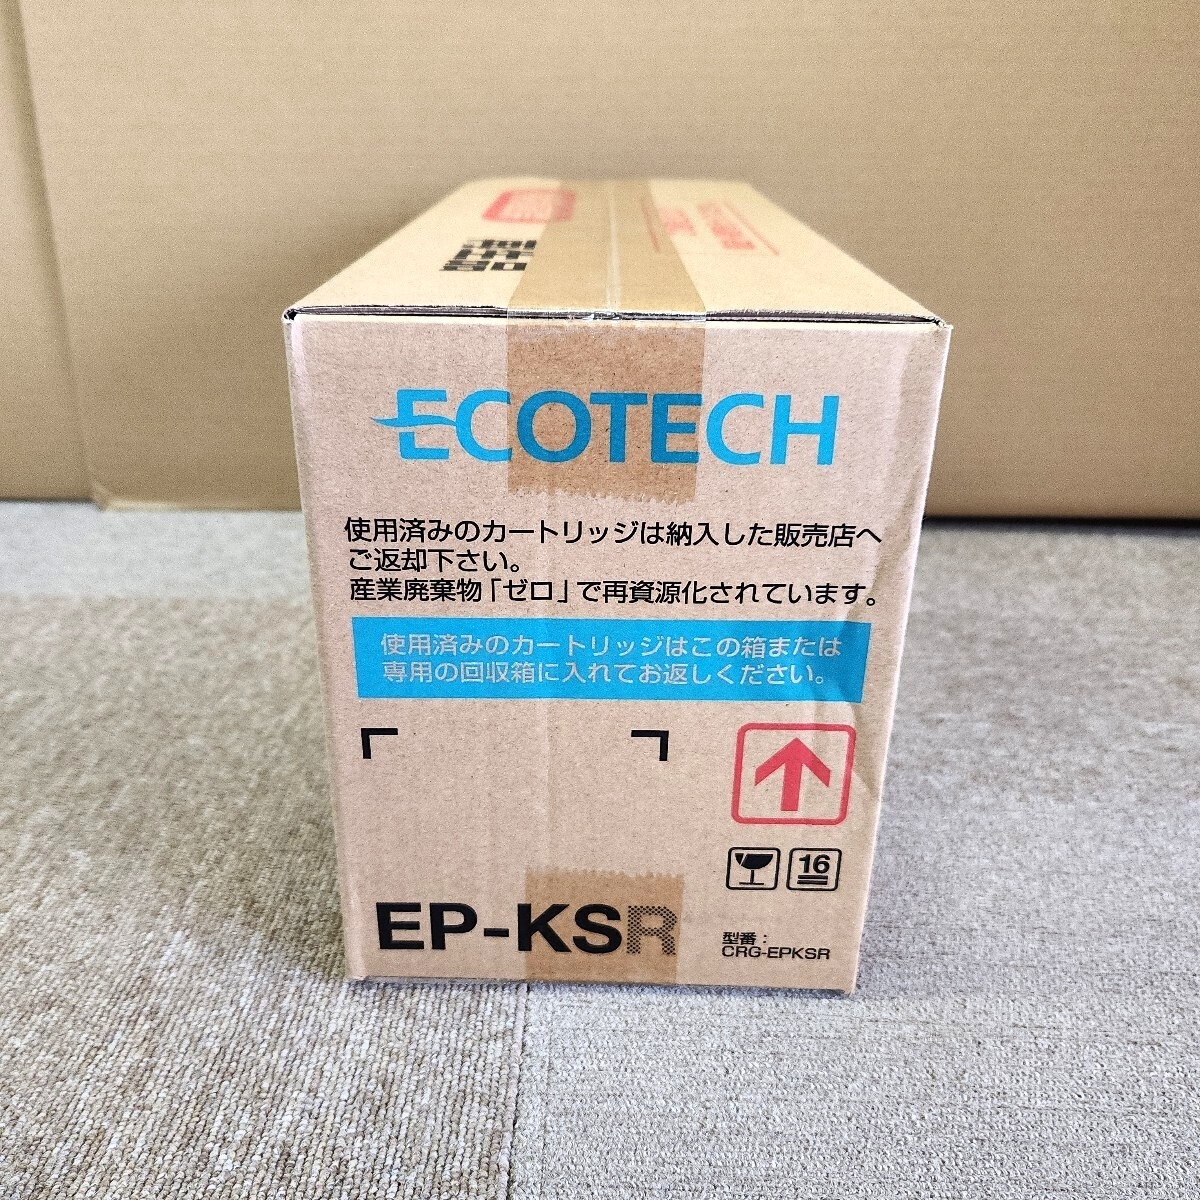 ECOTECH
使用済みのカートリッジは納入した販売店へ
ご返却下さい。
産業廃棄物「ゼロ」で再資源化されています。
使用済みのカートリッジはこの箱または
専用の回収箱に入れてお返しください。
16
EP-KSR
型番：
CRG-EPKSR